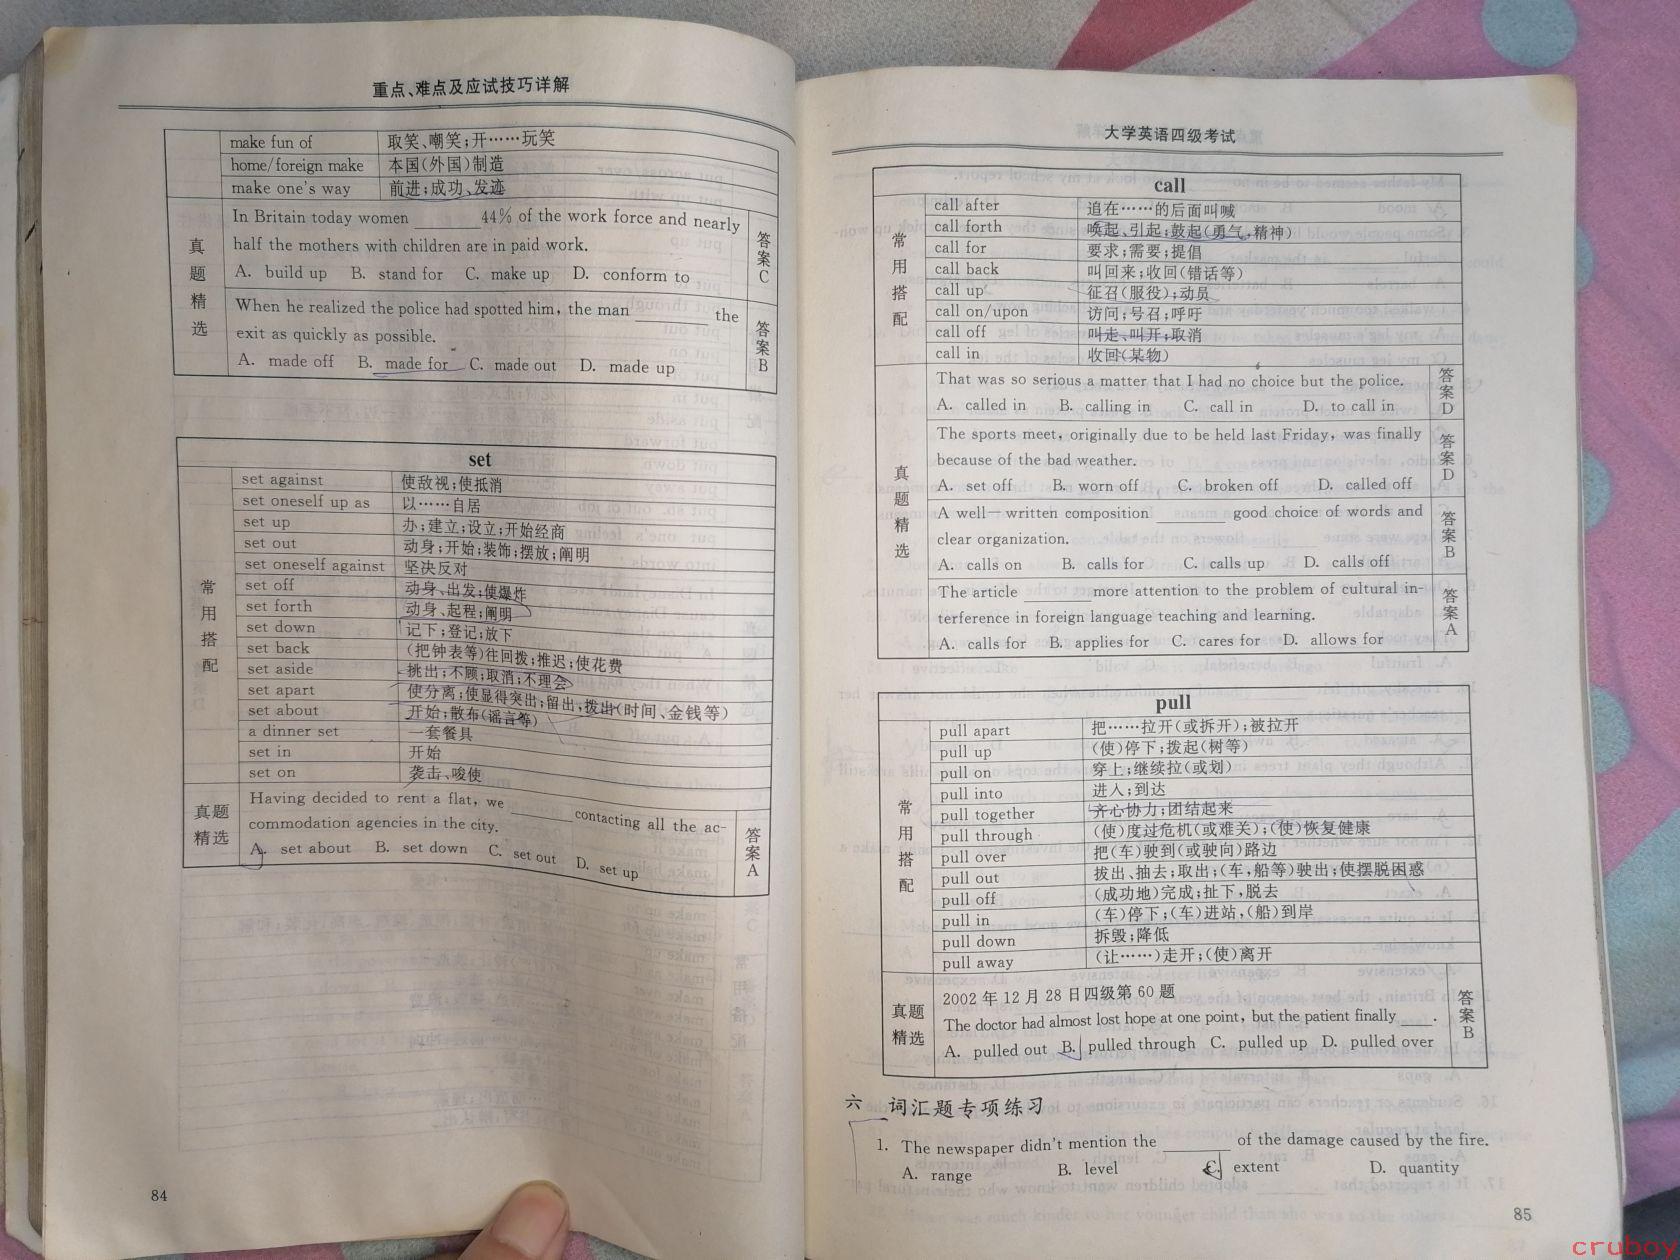 重点、难点及应试技巧详解
make fun of 取笑、嘲笑;开……玩笑
home/foreign make 本国(外国)制造
make one's way 前进;成功、发迹
真题精选
In Britain today women ______ 44% of the work force and nearly
half the mothers with children are in paid work.
A. build up B. stand for C. make up D. conform to
答案C
When he realized the police had spotted him, the man ______ the
exit as quickly as possible.
A. made off B. made for C. made out D. made up
答案B
set
常用搭配
set against 使敌视;使抵消
set oneself up as 以……自居
set up 办;建立;设立;开始经商
set out 动身;开始;装饰;摆放;阐明
set oneself against 坚决反对
set off 动身、出发;使爆炸
set forth 动身、起程;阐明
set down 记下;登记;放下
set back (把钟表等)往回拨;推迟;使花费
set aside 挑出;不顾;取消;不理会
set apart 使分离;使显得突出;留出,拨出(时间、金钱等)
set about 开始;散布(谣言等)
a dinner set 一套餐具
set in 开始
set on 袭击、唆使
真题精选
Having decided to rent a flat, we ______ contacting all the ac-
commodation agencies in the city.
A. set about B. set down C. set out D. set up
答案A
84
大学英语四级考试
call
常用搭配
call after 追在……的后面叫喊
call forth 唤起、引起;鼓起(勇气,精神)
call for 要求;需要;提倡
call back 叫回来;收回(错话等)
call up 征召(服役);动员
call on/upon 访问;号召;呼吁
call off 叫走、叫开;取消
call in 收回(某物)
真题精选
That was so serious a matter that I had no choice but the police.
A. called in B. calling in C. call in D. to call in
答案D
The sports meet, originally due to be held last Friday, was finally
because of the bad weather.
A. set off B. worn off C. broken off D. called off
答案D
A well—written composition ______ good choice of words and
clear organization.
A. calls on B. calls for C. calls up D. calls off
答案B
The article ______ more attention to the problem of cultural in-
terference in foreign language teaching and learning.
A. calls for B. applies for C. cares for D. allows for
答案A
pull
常用搭配
pull apart 把……拉开(或拆开);被拉开
pull up (使)停下;拨起(树等)
pull on 穿上;继续拉(或划)
pull into 进入;到达
pull together 齐心协力;团结起来
pull through (使)度过危机(或难关);(使)恢复健康
pull over 把(车)驶到(或驶向)路边
pull out 拔出、抽去;取出;(车,船等)驶出;使摆脱困惑
pull off (成功地)完成;扯下,脱去
pull in (车)停下;(车)进站,(船)到岸
pull down 拆毁;降低
pull away (让……)走开;(使)离开
真题精选
2002年12月28日四级第60题
The doctor had almost lost hope at one point, but the patient finally ___.
A. pulled out B. pulled through C. pulled up D. pulled over
答案B
六 词汇题专项练习
1. The newspaper didn't mention the ______ of the damage caused by the fire.
A. range B. level C. extent D. quantity
85
cruboy